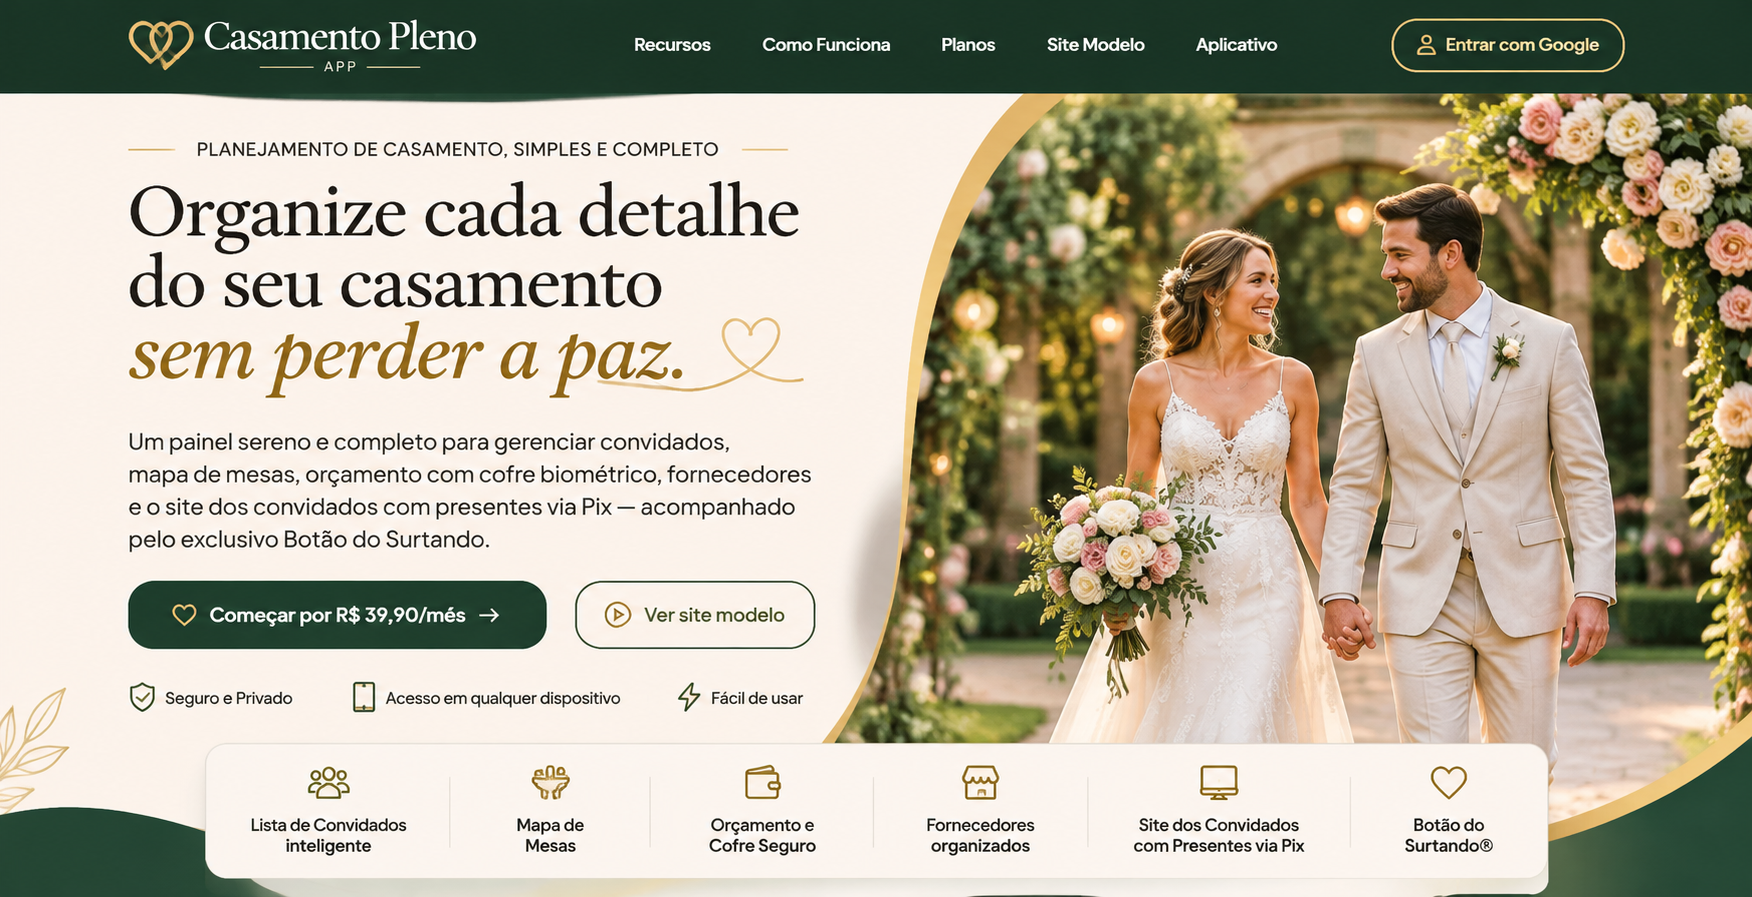 Casamento Pleno
APP
Recursos
Como Funciona
Planos
Site Modelo
Aplicativo
Entrar com Google
PLANEJAMENTO DE CASAMENTO, SIMPLES E COMPLETO
Organize cada detalhe
do seu casamento
sem perder a paz.
Um painel sereno e completo para gerenciar convidados,
mapa de mesas, orçamento com cofre biométrico, fornecedores
e o site dos convidados com presentes via Pix — acompanhado
pelo exclusivo Botão do Surtando.
Começar por R$ 39,90/més →
Ver site modelo
Seguro e Privado
Acesso em qualquer dispositivo
Fácil de usar
Lista de Convidados
inteligente
Mapa de
Mesas
Orçamento e
Cofre Seguro
Fornecedores
organizados
Site dos Convidados
com Presentes via Pix
Botão do
Surtando®